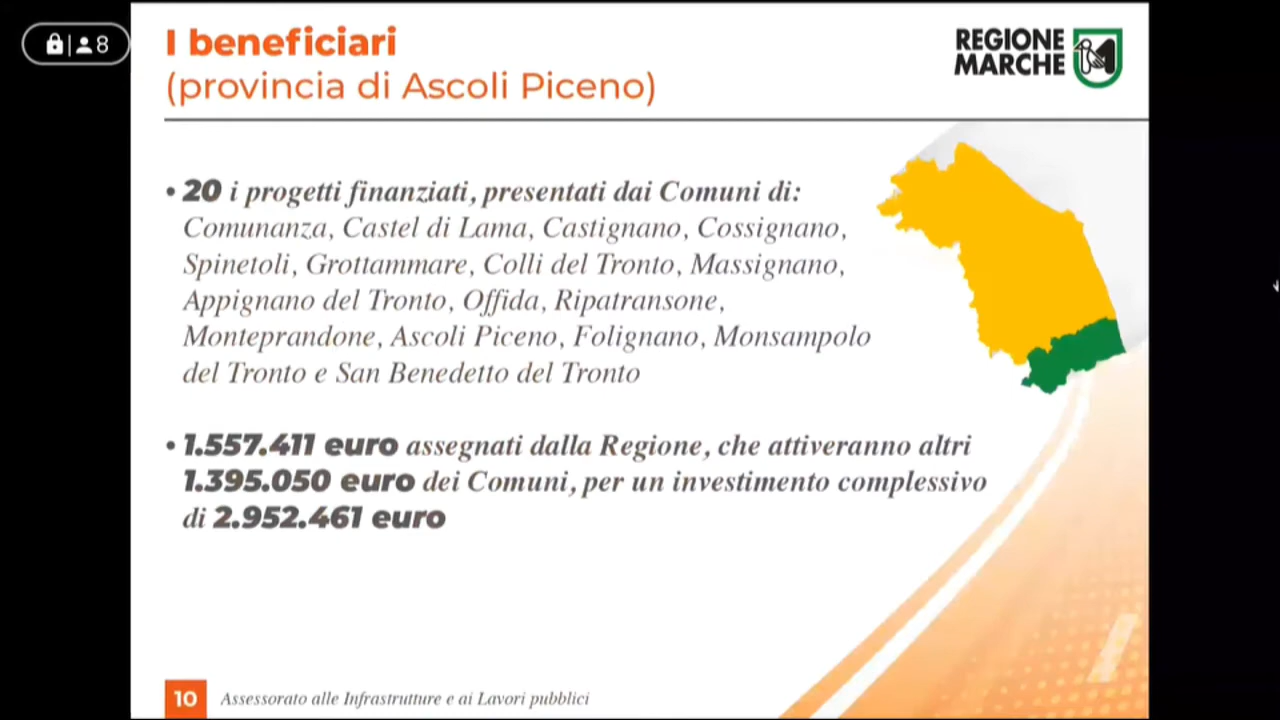 8
I beneficiari
(provincia di Ascoli Piceno)
REGIONE
MARCHE
• 20 i progetti finanziati, presentati dai Comuni di:
Comunanza, Castel di Lama, Castignano, Cossignano,
Spinetoli, Grottammare, Colli del Tronto, Massignano,
Appignano del Tronto, Offida, Ripatransone,
Monteprandone, Ascoli Piceno, Folignano, Monsampolo
del Tronto e San Benedetto del Tronto
• 1.557.411 euro assegnati dalla Regione, che attiveranno altri
1.395.050 euro dei Comuni, per un investimento complessivo
di 2.952.461 euro
10 Assessorato alle Infrastrutture e ai Lavori pubblici